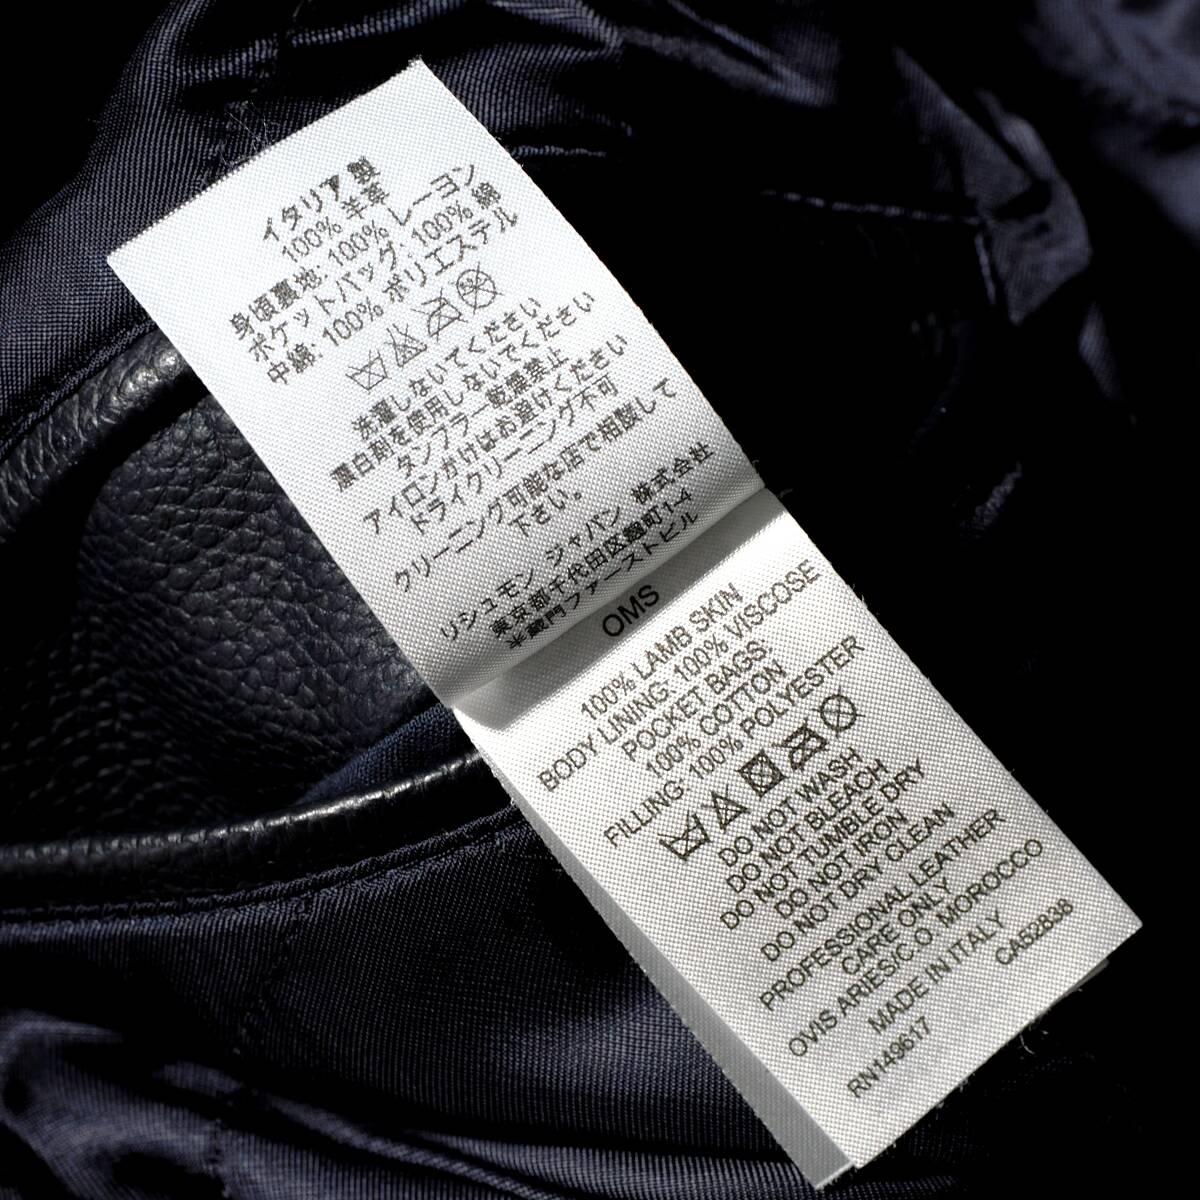 イタリア製
100% 羊革
身頃裏地: 100% レーヨン
ポケットバッグ: 100% 綿
中綿: 100% ポリエステル
洗濯しないでください
漂白剤を使用しないでください
タンブラー乾燥禁止
アイロンがけはお避けください
ドライクリーニング不可
クリーニング可能な店で相談して
下さい。
リシュモン ジャパン 株式会社
東京都千代田区麹町1-4
半蔵門ファーストビル
OMS
100% LAMB SKIN
BODY LINING: 100% VISCOSE
POCKET BAGS:
100% COTTON
FILLING: 100% POLYESTER
DO NOT WASH
DO NOT BLEACH
DO NOT TUMBLE DRY
DO NOT IRON
DO NOT DRY CLEAN
PROFESSIONAL LEATHER
CARE ONLY
OVIS ARIES/C.O. MOROCCO
MADE IN ITALY
CA52838
RN149617